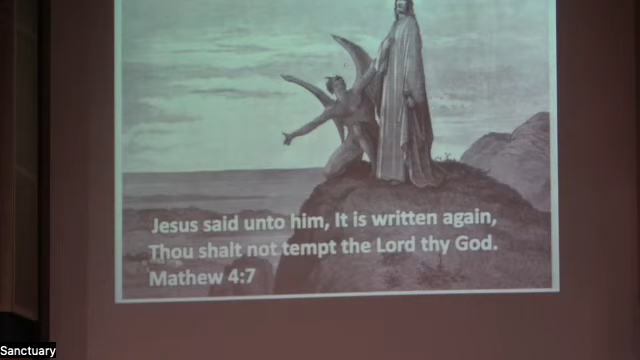 Jesus said unto him, It is written again,
Thou shalt not tempt the Lord thy God.
Mathew 4:7
Sanctuary